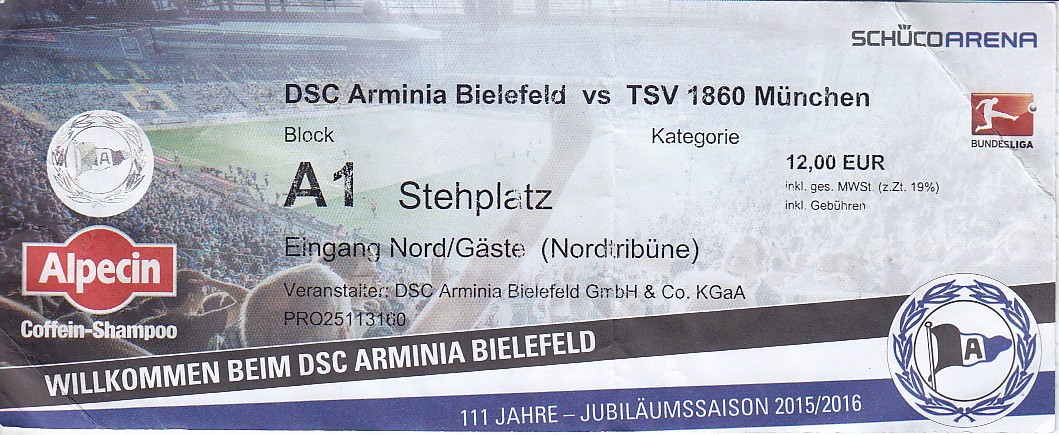 SCHÜCOARENA
DSC Arminia Bielefeld vs TSV 1860 München
BUNDESLIGA
Block
Kategorie
A1 Stehplatz
12,00 EUR
inkl. ges. MWSt. (z.Zt. 19%)
inkl. Gebühren
A
Eingang Nord/Gäste (Nordtribüne)
Alpecin
Coffein-Shampoo
Veranstalter: DSC Arminia Bielefeld GmbH & Co. KGaA
PRO25113160
WILLKOMMEN BEIM DSC ARMINIA BIELEFELD
A
111 JAHRE – JUBILÄUMSSAISON 2015/2016